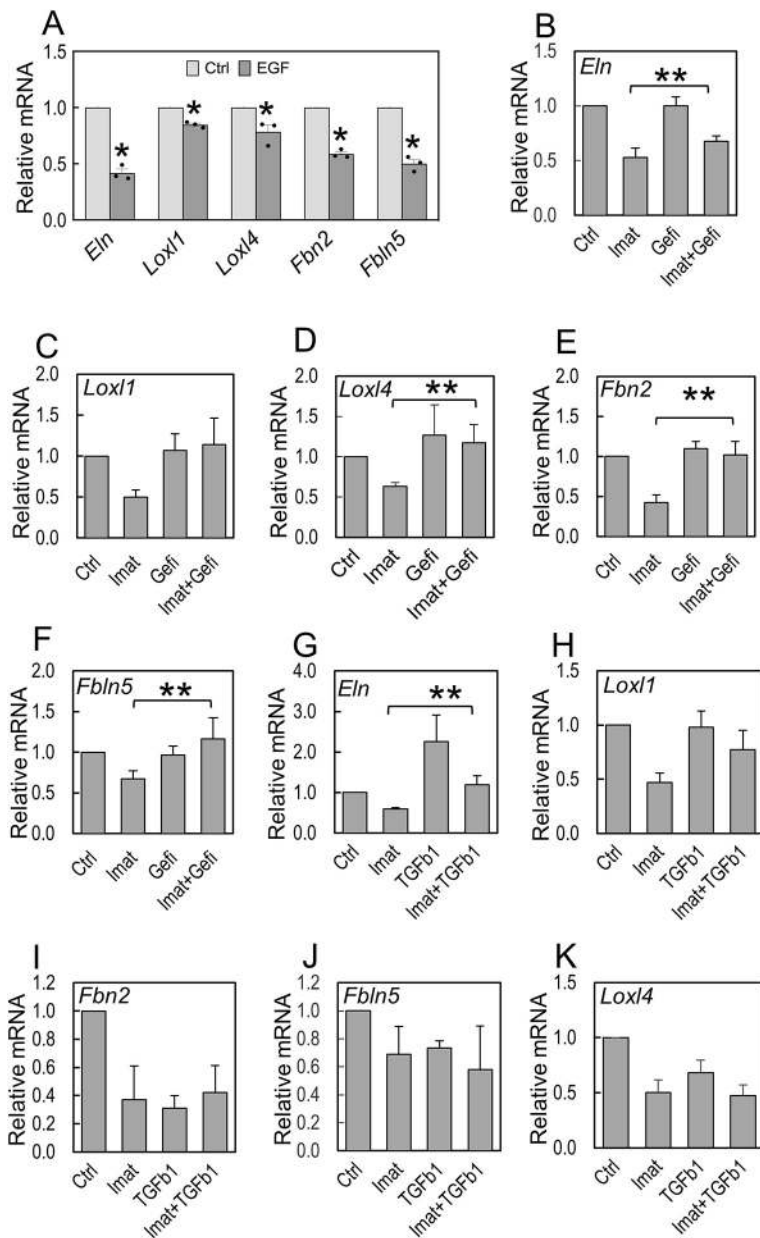 A
Relative mRNA
1.5
1.0
0.5
0.0
Ctrl EGF
*
*
*
*
*
Eln
Loxl1
Loxl4
Fbn2
Fbln5
B
Relative mRNA
1.5
1.0
0.5
0.0
Eln
**
Ctrl
Imat
Gefi
Imat+Gefi
C
Relative mRNA
2.0
1.5
1.0
0.5
0.0
Loxl1
Ctrl
Imat
Gefi
Imat+Gefi
D
Relative mRNA
2.0
1.5
1.0
0.5
0.0
Loxl4
**
Ctrl
Imat
Gefi
Imat+Gefi
E
Relative mRNA
2.0
1.5
1.0
0.5
0.0
Fbn2
**
Ctrl
Imat
Gefi
Imat+Gefi
F
Relative mRNA
2.0
1.5
1.0
0.5
0.0
Fbln5
**
Ctrl
Imat
Gefi
Imat+Gefi
G
Relative mRNA
4.0
3.0
2.0
1.0
0.0
Eln
**
Ctrl
Imat
TGFb1
Imat+TGFb1
H
Relative mRNA
1.5
1.0
0.5
0.0
Loxl1
Ctrl
Imat
TGFb1
Imat+TGFb1
I
Relative mRNA
1.2
1.0
0.8
0.6
0.4
0.2
0.0
Fbn2
Ctrl
Imat
TGFb1
Imat+TGFb1
J
Relative mRNA
1.2
1.0
0.8
0.6
0.4
0.2
0.0
Fbln5
Ctrl
Imat
TGFb1
Imat+TGFb1
K
Relative mRNA
1.5
1.0
0.5
0.0
Loxl4
Ctrl
Imat
TGFb1
Imat+TGFb1